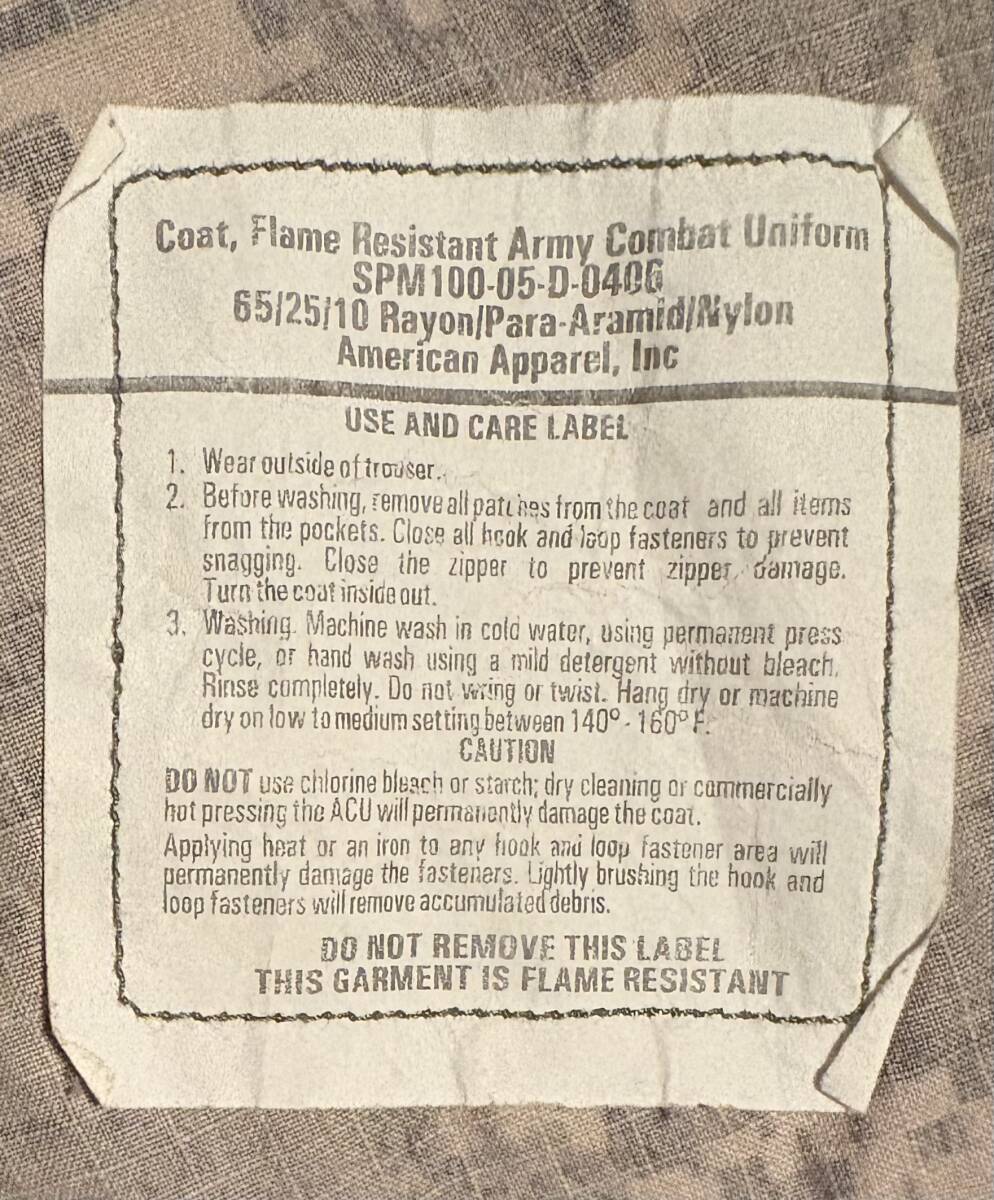 Coat, Flame Resistant Army Combat Uniform
SPM100-05-D-0406
65/25/10 Rayon/Para-Aramid/Nylon
American Apparel, Inc
USE AND CARE LABEL
1. Wear outside of trouser.
2. Before washing, remove all patches from the coat and all items
from the pockets. Close all hook and loop fasteners to prevent
snagging. Close the zipper to prevent zipper damage.
Turn the coat inside out.
3. Washing. Machine wash in cold water, using permanent press
cycle, or hand wash using a mild detergent without bleach.
Rinse completely. Do not wring or twist. Hang dry or machine
dry on low to medium setting between 140° - 160° F.
CAUTION
DO NOT use chlorine bleach or starch; dry cleaning or commercially
hot pressing the ACU will permanently damage the coat.
Applying heat or an iron to any hook and loop fastener area will
permanently damage the fasteners. Lightly brushing the hook and
loop fasteners will remove accumulated debris.
DO NOT REMOVE THIS LABEL
THIS GARMENT IS FLAME RESISTANT